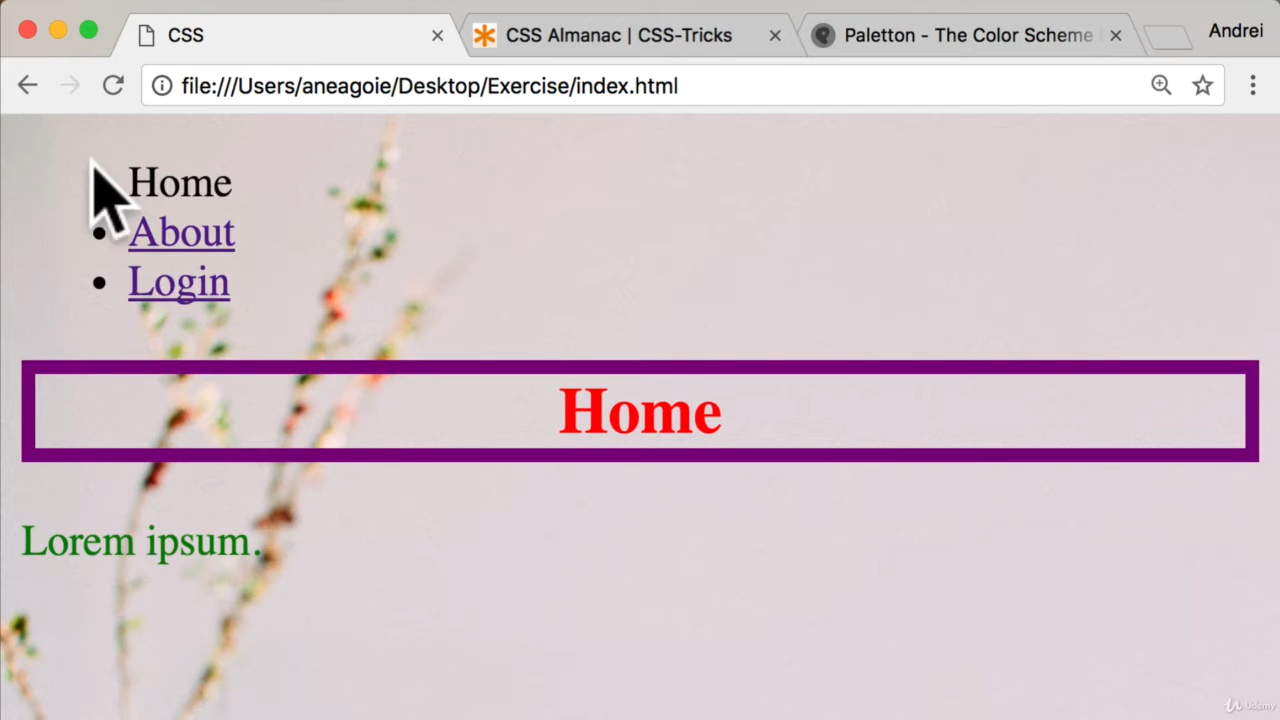 CSS
CSS Almanac | CSS-Tricks
Paletton - The Color Scheme
Andrei
file:///Users/aneagoie/Desktop/Exercise/index.html
Home
About
Login
Home
Lorem ipsum.
Udemy